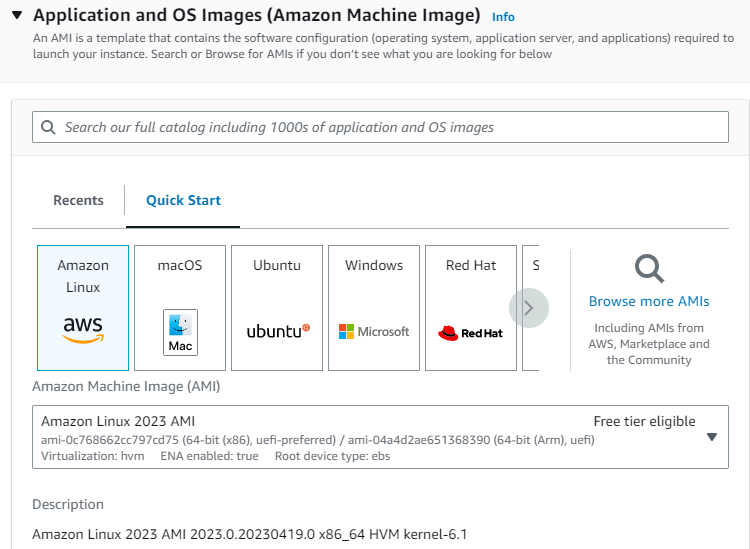 Application and OS Images (Amazon Machine Image) Info
An AMI is a template that contains the software configuration (operating system, application server, and applications) required to
launch your instance. Search or Browse for AMIs if you don't see what you are looking for below
Search our full catalog including 1000s of application and OS images
Recents
Quick Start
Amazon
Linux
aws
macOS
Mac
Ubuntu
ubuntu
Windows
Microsoft
Red Hat
Red Hat
S
Browse more AMIs
Including AMIs from
AWS, Marketplace and
the Community
Amazon Machine Image (AMI)
Amazon Linux 2023 AMI
Free tier eligible
ami-0c768662cc797cd75 (64-bit (x86), uefi-preferred) / ami-04a4d2ae651368390 (64-bit (Arm), uefi)
Virtualization: hvm ENA enabled: true Root device type: ebs
Description
Amazon Linux 2023 AMI 2023.0.20230419.0 x86_64 HVM kernel-6.1